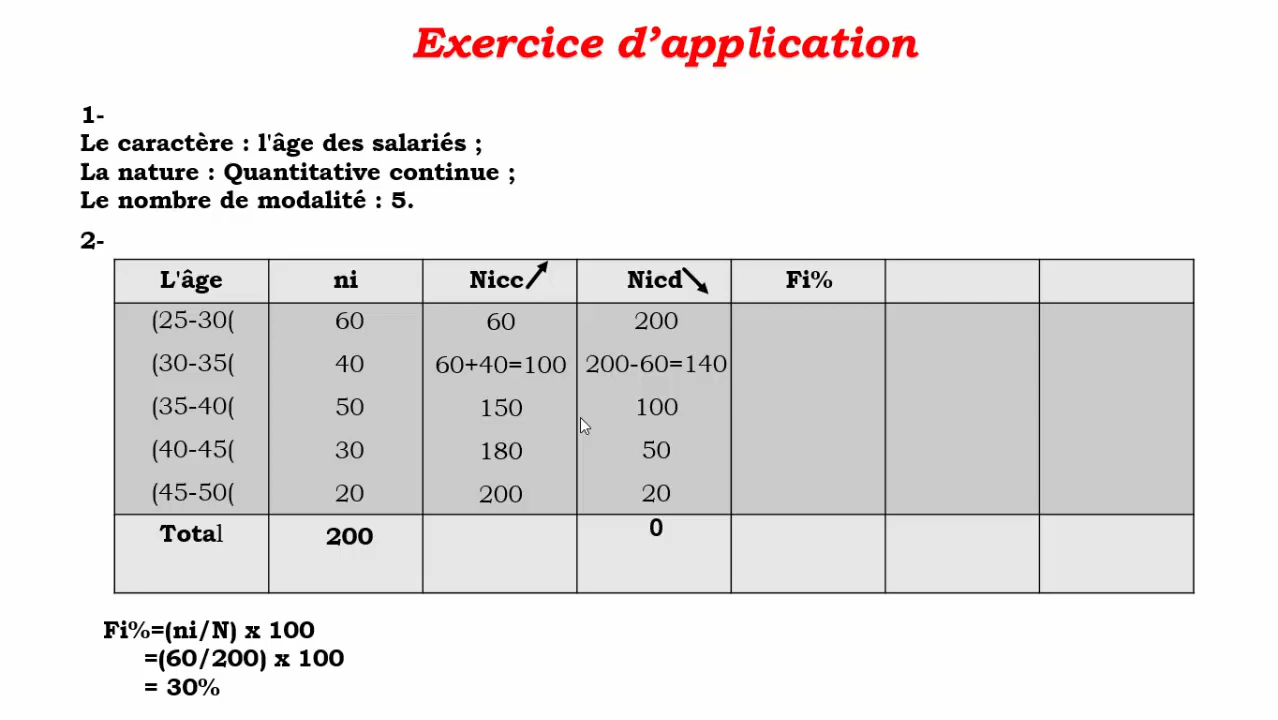 Exercice d’application
1-
Le caractère : l'âge des salariés ;
La nature : Quantitative continue ;
Le nombre de modalité : 5.
2-
L'âge ni Nicc Nicd Fi%
(25-30( 60 60 200
(30-35( 40 60+40=100 200-60=140
(35-40( 50 150 100
(40-45( 30 180 50
(45-50( 20 200 20
Total 200 0
Fi%=(ni/N) x 100
=(60/200) x 100
= 30%